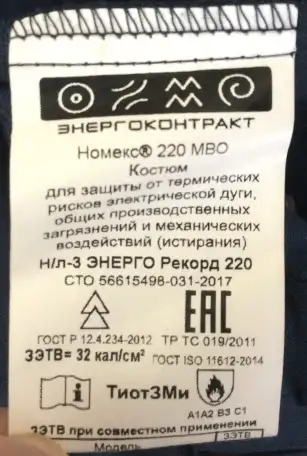 ЭНЕРГОКОНТРАКТ
Номекс® 220 МВО
Костюм
для защиты от термических
рисков электрической дуги,
общих производственных
загрязнений и механических
воздействий (истирания)
н/л-3 ЭНЕРГО Рекорд 220
СТО 56615498-031-2017
EAC
ГОСТ Р 12.4.234-2012 ТР ТС 019/2011
ЗЭТВ= 32 кал/см² ГОСТ ISO 11612-2014
i ТиотЗМи
A1A2 B3 C1
ЗЭТВ при совместном применении
Модель ЗЭТВ